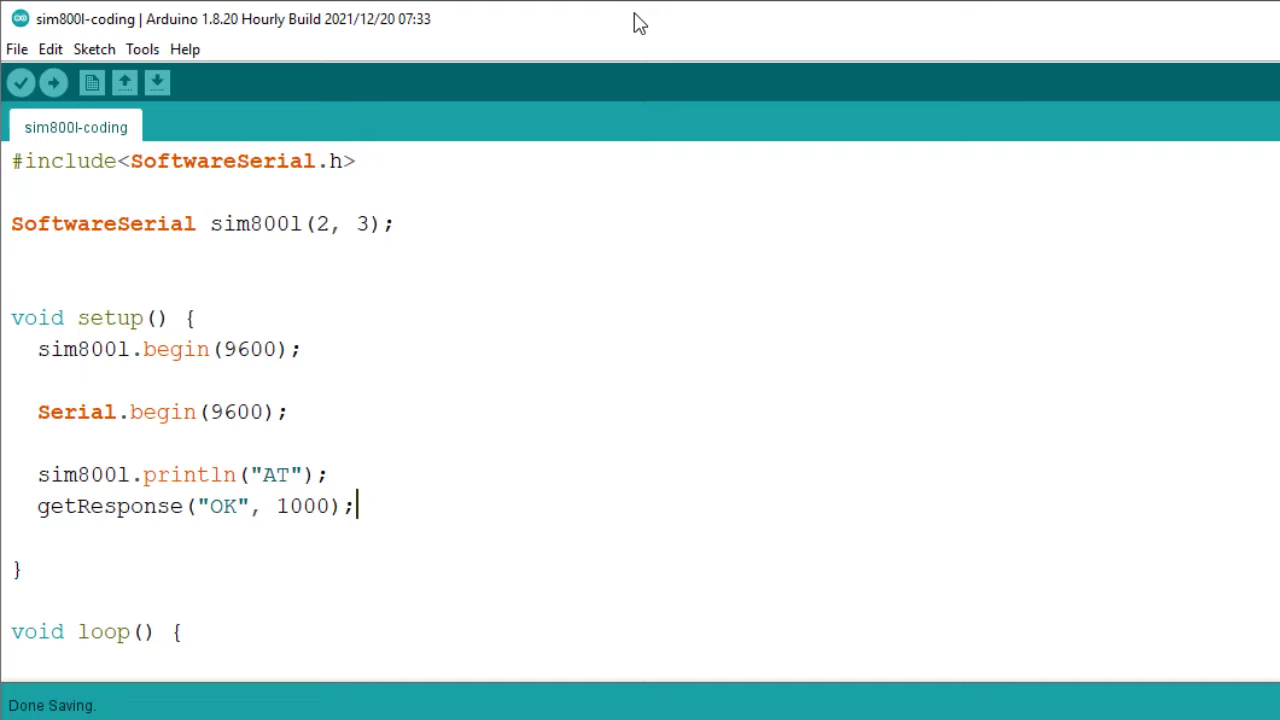 sim800l-coding | Arduino 1.8.20 Hourly Build 2021/12/20 07:33
File Edit Sketch Tools Help
sim800l-coding
#include<SoftwareSerial.h>
SoftwareSerial sim800l(2, 3);
void setup() {
sim800l.begin(9600);
Serial.begin(9600);
sim800l.println("AT");
getResponse("OK", 1000);
}
void loop() {
Done Saving.